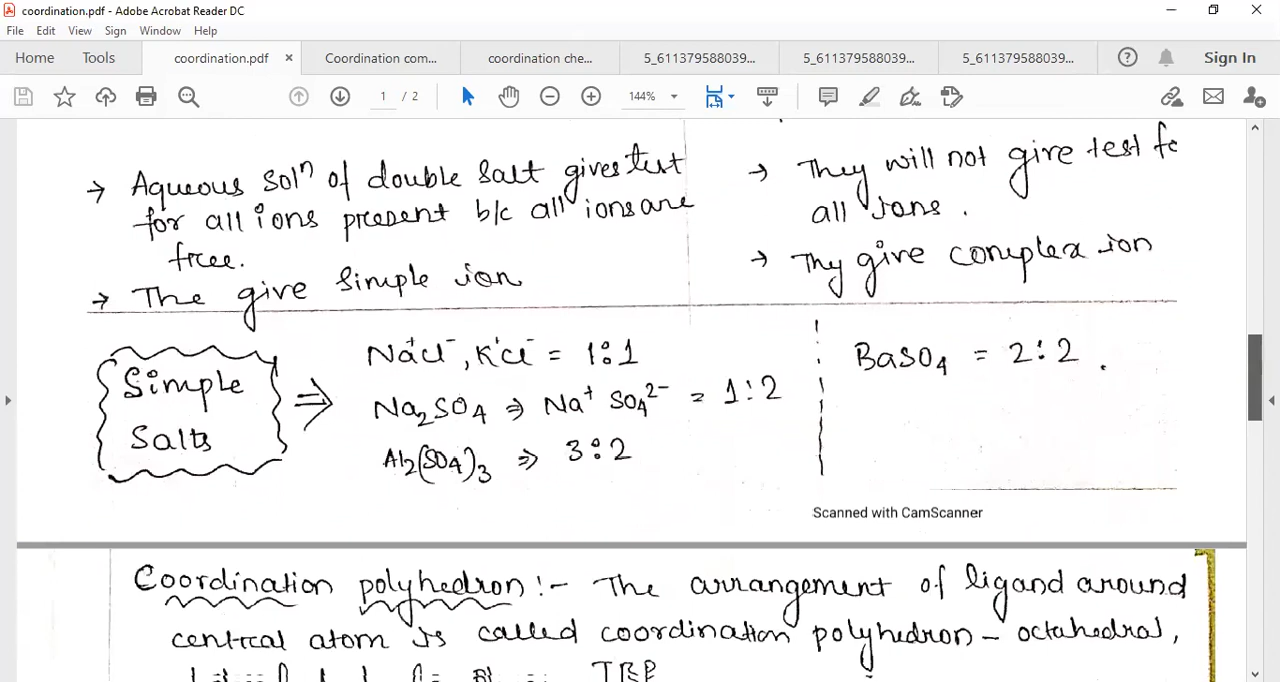 coordination.pdf - Adobe Acrobat Reader DC
File Edit View Sign Window Help
Home Tools coordination.pdf × Coordination com... coordination che... 5_611379588039... 5_611379588039... 5_611379588039... Sign In
1 / 2 144%
→ Aqueous solⁿ of double salt gives test
for all ions present b/c all ions are
free.
→ The give simple ion
→ They will not give test fo
all ions.
→ Thy give complex ion
Simple
Salts
⇒
Na⁺Cl⁻, K⁺Cl⁻ = 1:1
Na₂SO₄ ⇒ Na⁺ SO₄²⁻ = 1:2
Al₂(SO₄)₃ ⇒ 3:2
BaSO₄ = 2:2.
Scanned with CamScanner
Coordination polyhedron :- The arrangement of ligand around
central atom is called coordination polyhedron - octahedral,
TBP